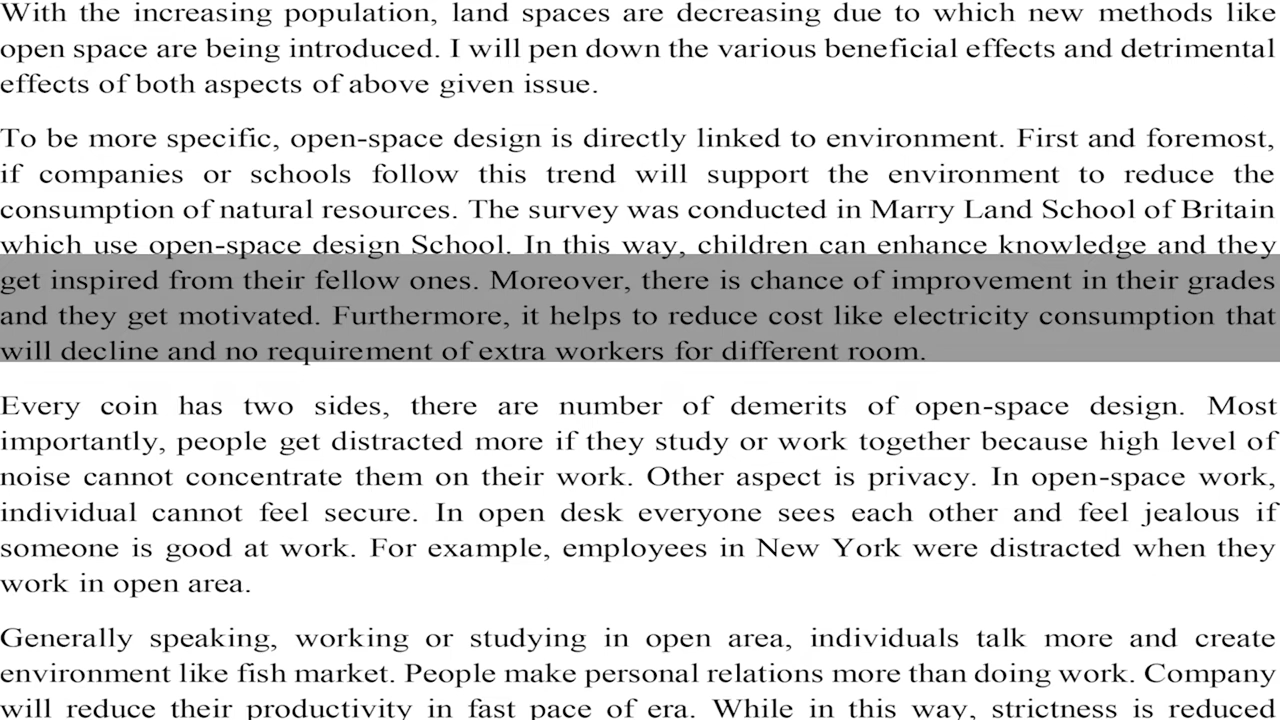 With the increasing population, land spaces are decreasing due to which new methods like
open space are being introduced. I will pen down the various beneficial effects and detrimental
effects of both aspects of above given issue.
To be more specific, open-space design is directly linked to environment. First and foremost,
if companies or schools follow this trend will support the environment to reduce the
consumption of natural resources. The survey was conducted in Marry Land School of Britain
which use open-space design School. In this way, children can enhance knowledge and they
get inspired from their fellow ones. Moreover, there is chance of improvement in their grades
and they get motivated. Furthermore, it helps to reduce cost like electricity consumption that
will decline and no requirement of extra workers for different room.
Every coin has two sides, there are number of demerits of open-space design. Most
importantly, people get distracted more if they study or work together because high level of
noise cannot concentrate them on their work. Other aspect is privacy. In open-space work,
individual cannot feel secure. In open desk everyone sees each other and feel jealous if
someone is good at work. For example, employees in New York were distracted when they
work in open area.
Generally speaking, working or studying in open area, individuals talk more and create
environment like fish market. People make personal relations more than doing work. Company
will reduce their productivity in fast pace of era. While in this way, strictness is reduced